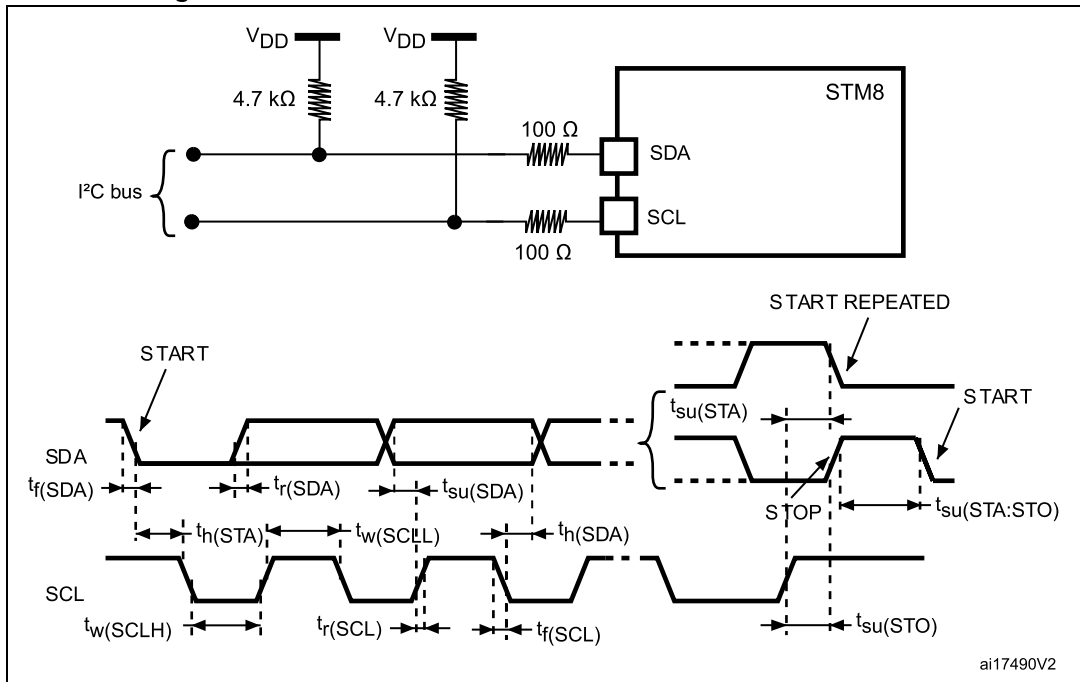 VDD VDD
4.7 kΩ 4.7 kΩ
STM8
100 Ω
SDA
I²C bus
SCL
100 Ω
START REPEATED
START
tsu(STA)
START
SDA
tf(SDA)
tr(SDA)
tsu(SDA)
STOP
tsu(STA:STO)
th(STA)
tw(SCLL)
th(SDA)
SCL
tw(SCLH)
tr(SCL)
tf(SCL)
tsu(STO)
ai17490V2